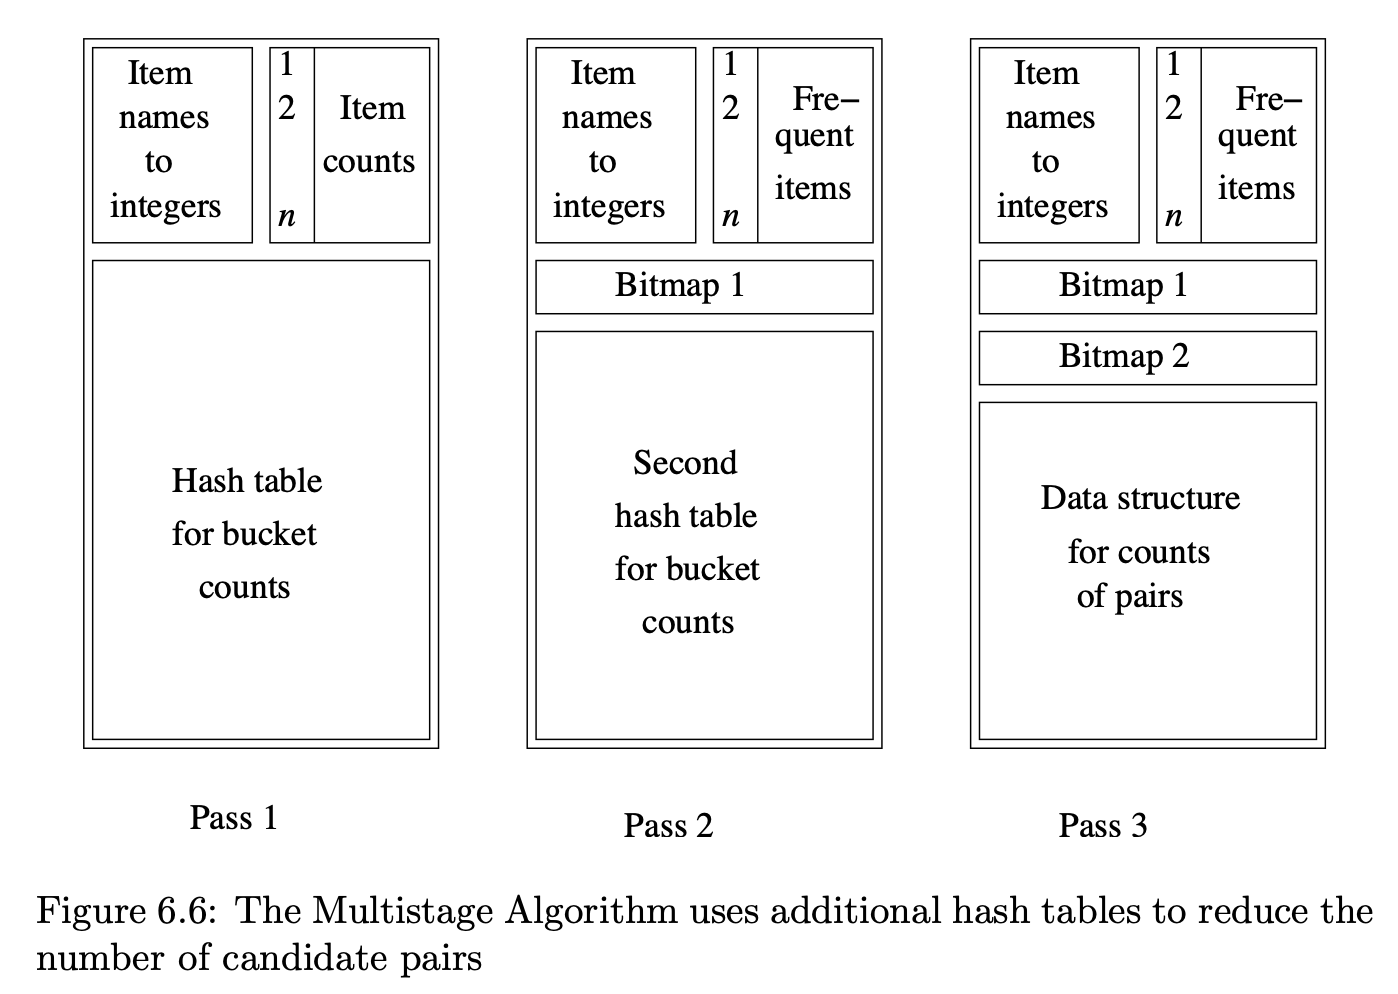 Item
names
to
integers
1
2
n
Item
counts
Hash table
for bucket
counts
Pass 1
Item
names
to
integers
1
2
n
Fre–
quent
items
Bitmap 1
Second
hash table
for bucket
counts
Pass 2
Item
names
to
integers
1
2
n
Fre–
quent
items
Bitmap 1
Bitmap 2
Data structure
for counts
of pairs
Pass 3
Figure 6.6: The Multistage Algorithm uses additional hash tables to reduce the
number of candidate pairs